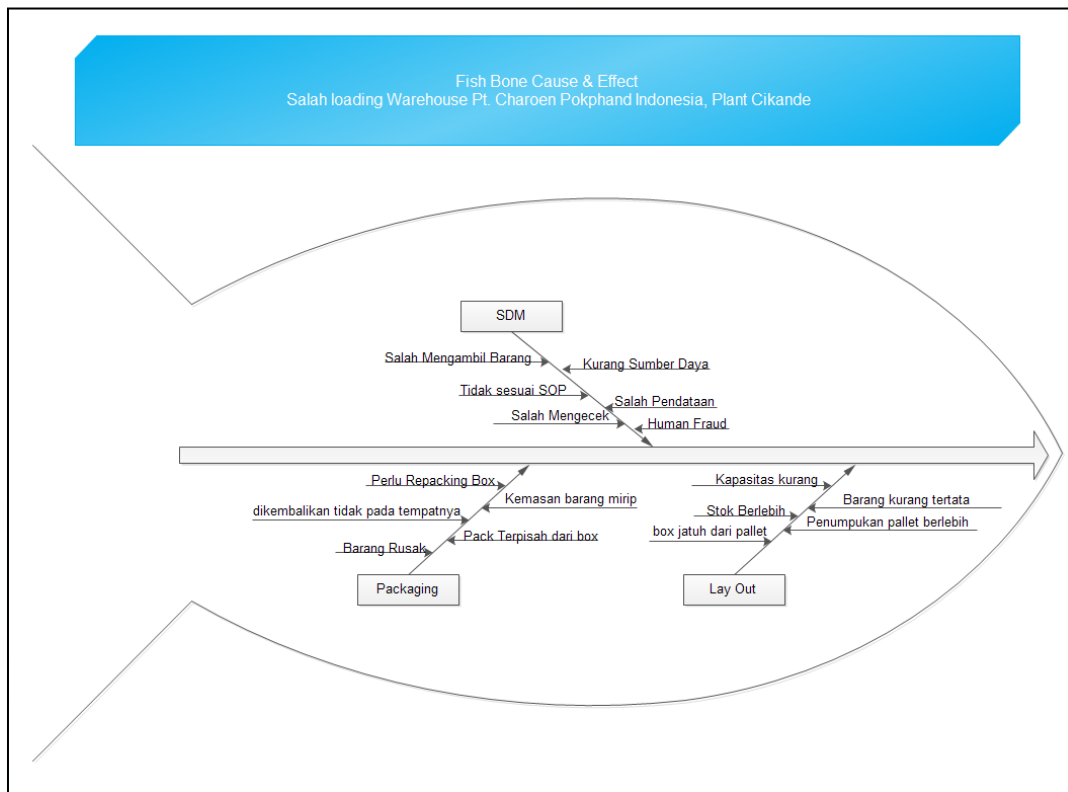 Fish Bone Cause & Effect
Salah loading Warehouse Pt. Charoen Pokphand Indonesia, Plant Cikande
SDM
Salah Mengambil Barang
Kurang Sumber Daya
Tidak sesuai SOP
Salah Pendataan
Salah Mengecek
Human Fraud
Perlu Repacking Box
Kemasan barang mirip
dikembalikan tidak pada tempatnya
Pack Terpisah dari box
Barang Rusak
Packaging
Kapasitas kurang
Barang kurang tertata
Stok Berlebih
Penumpukan pallet berlebih
box jatuh dari pallet
Lay Out